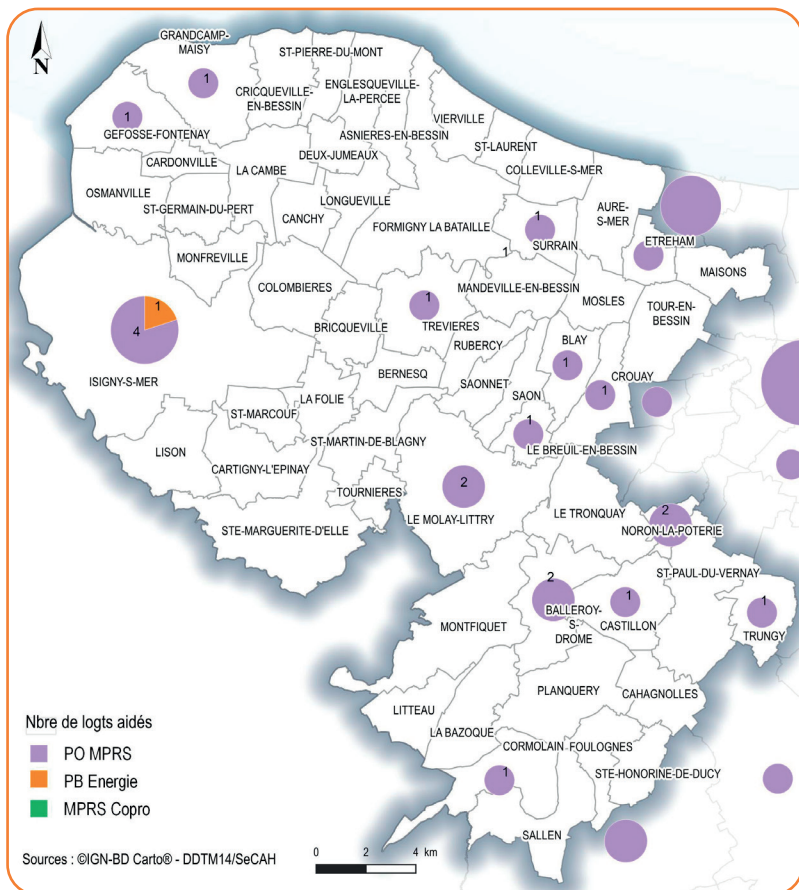 GRANDCAMP-
MAISY
ST-PIERRE-DU-MONT
N
1
CRICQUEVILLE-
EN-BESSIN
ENGLESQUEVILLE-
LA-PERCEE
1
VIERVILLE
GEFOSSE-FONTENAY
ASNIERES-EN-BESSIN
ST-LAURENT
CARDONVILLE
LA CAMBE
DEUX-JUMEAUX
COLLEVILLE-S-MER
OSMANVILLE
LONGUEVILLE
AURE-
S-MER
ST-GERMAIN-DU-PERT
CANCHY
FORMIGNY LA BATAILLE
1
SURRAIN
ETREHAM
MONFREVILLE
1
MAISONS
COLOMBIERES
MANDEVILLE-EN-BESSIN
MOSLES
TOUR-EN-
BESSIN
1
4
1
TREVIERES
BRICQUEVILLE
RUBERCY
BLAY
1
ISIGNY-S-MER
BERNESQ
SAONNET
CROUAY
1
LA FOLIE
SAON
ST-MARCOUF
1
ST-MARTIN-DE-BLAGNY
LE BREUIL-EN-BESSIN
LISON
CARTIGNY-L'EPINAY
2
TOURNIERES
LE MOLAY-LITTRY
LE TRONQUAY
2
NORON-LA-POTERIE
STE-MARGUERITE-D'ELLE
ST-PAUL-DU-VERNAY
2
1
1
MONTFIQUET
BALLEROY-
S-
DROME
CASTILLON
TRUNGY
PLANQUERY
CAHAGNOLLES
LITTEAU
LA BAZOQUE
CORMOLAIN
FOULOGNES
1
STE-HONORINE-DE-DUCY
SALLEN
Nbre de logts aidés
PO MPRS
PB Energie
MPRS Copro
Sources : ©IGN-BD Carto® - DDTM14/SeCAH
0 2 4 km